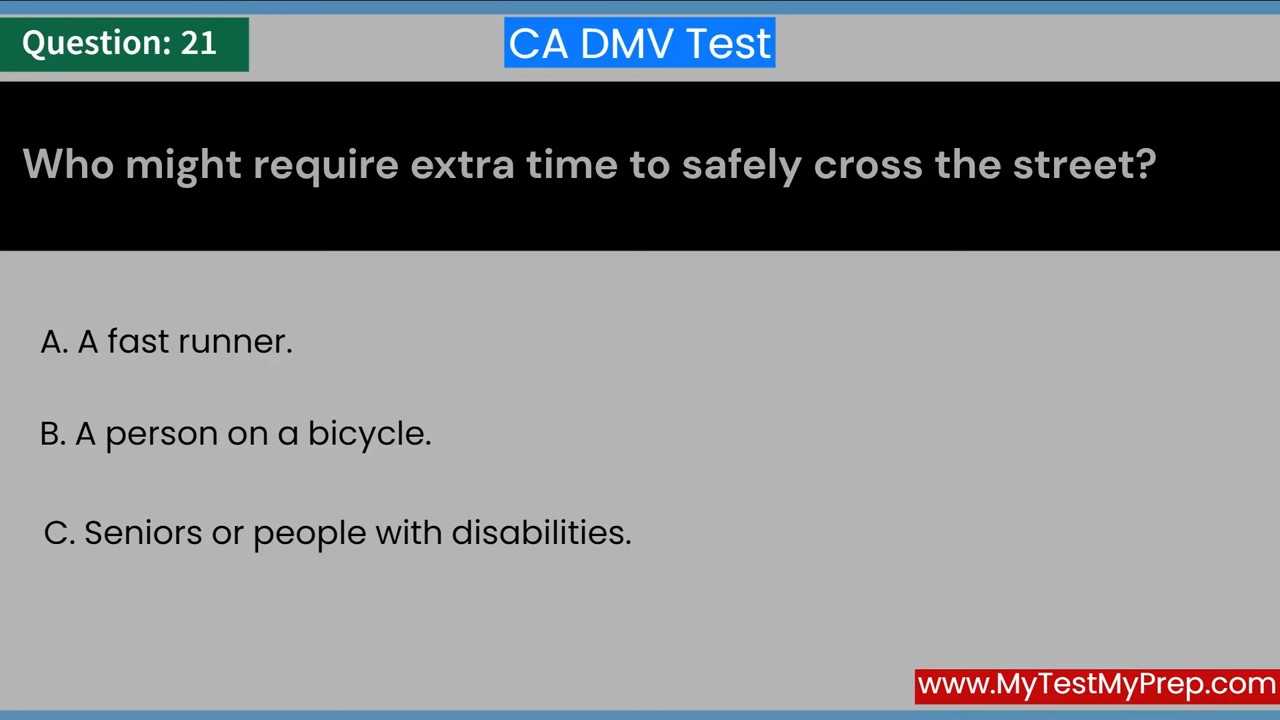 Question: 21
CA DMV Test
Who might require extra time to safely cross the street?
A. A fast runner.
B. A person on a bicycle.
C. Seniors or people with disabilities.
www.MyTestMyPrep.com